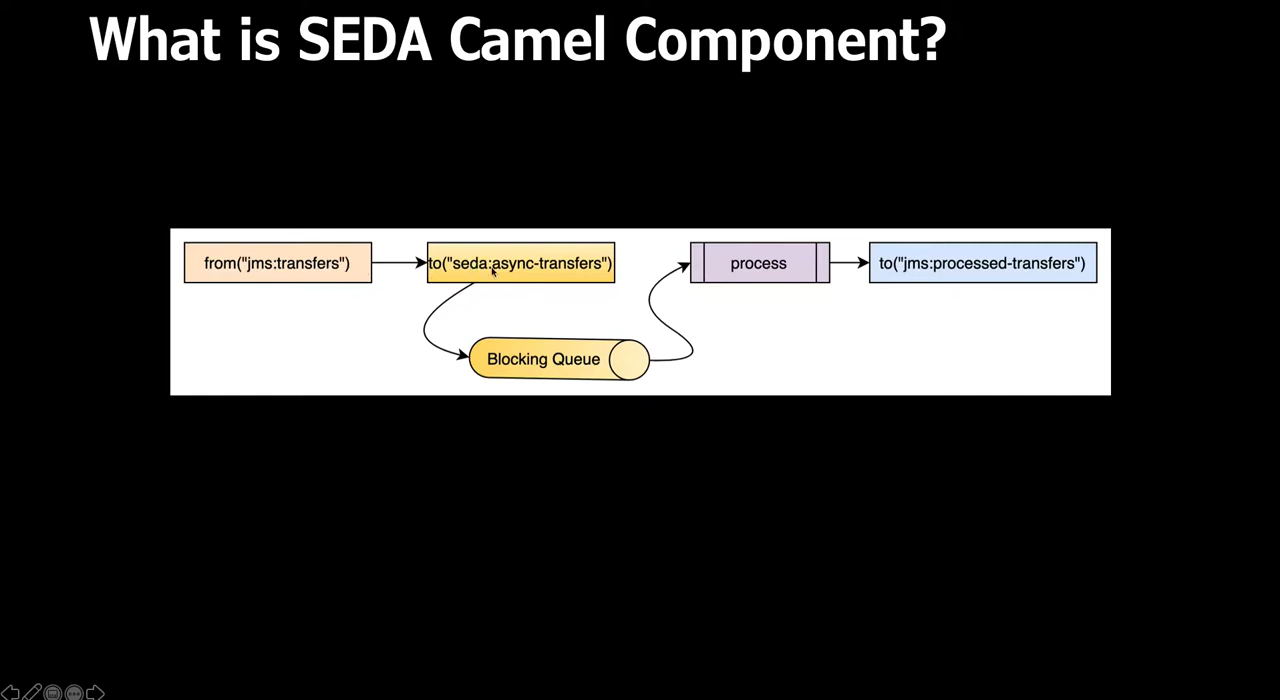 What is SEDA Camel Component?
from("jms:transfers")
to("seda:async-transfers")
process
to("jms:processed-transfers")
Blocking Queue